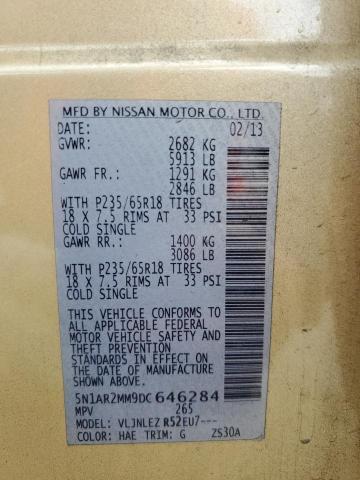 MFD BY NISSAN MOTOR CO., LTD.
DATE: 02/13
GVWR: 2682 KG
5913 LB
GAWR FR.: 1291 KG
2846 LB
WITH P235/65R18 TIRES
18 X 7.5 RIMS AT 33 PSI
COLD SINGLE
GAWR RR.: 1400 KG
3086 LB
WITH P235/65R18 TIRES
18 X 7.5 RIMS AT 33 PSI
COLD SINGLE
THIS VEHICLE CONFORMS TO
ALL APPLICABLE FEDERAL
MOTOR VEHICLE SAFETY AND
THEFT PREVENTION
STANDARDS IN EFFECT ON
THE DATE OF MANUFACTURE
SHOWN ABOVE.
5N1AR2MM9DC646284
MPV 265
MODEL: VLJNLEZ R52EU7---
COLOR: HAE TRIM: G ZS30A